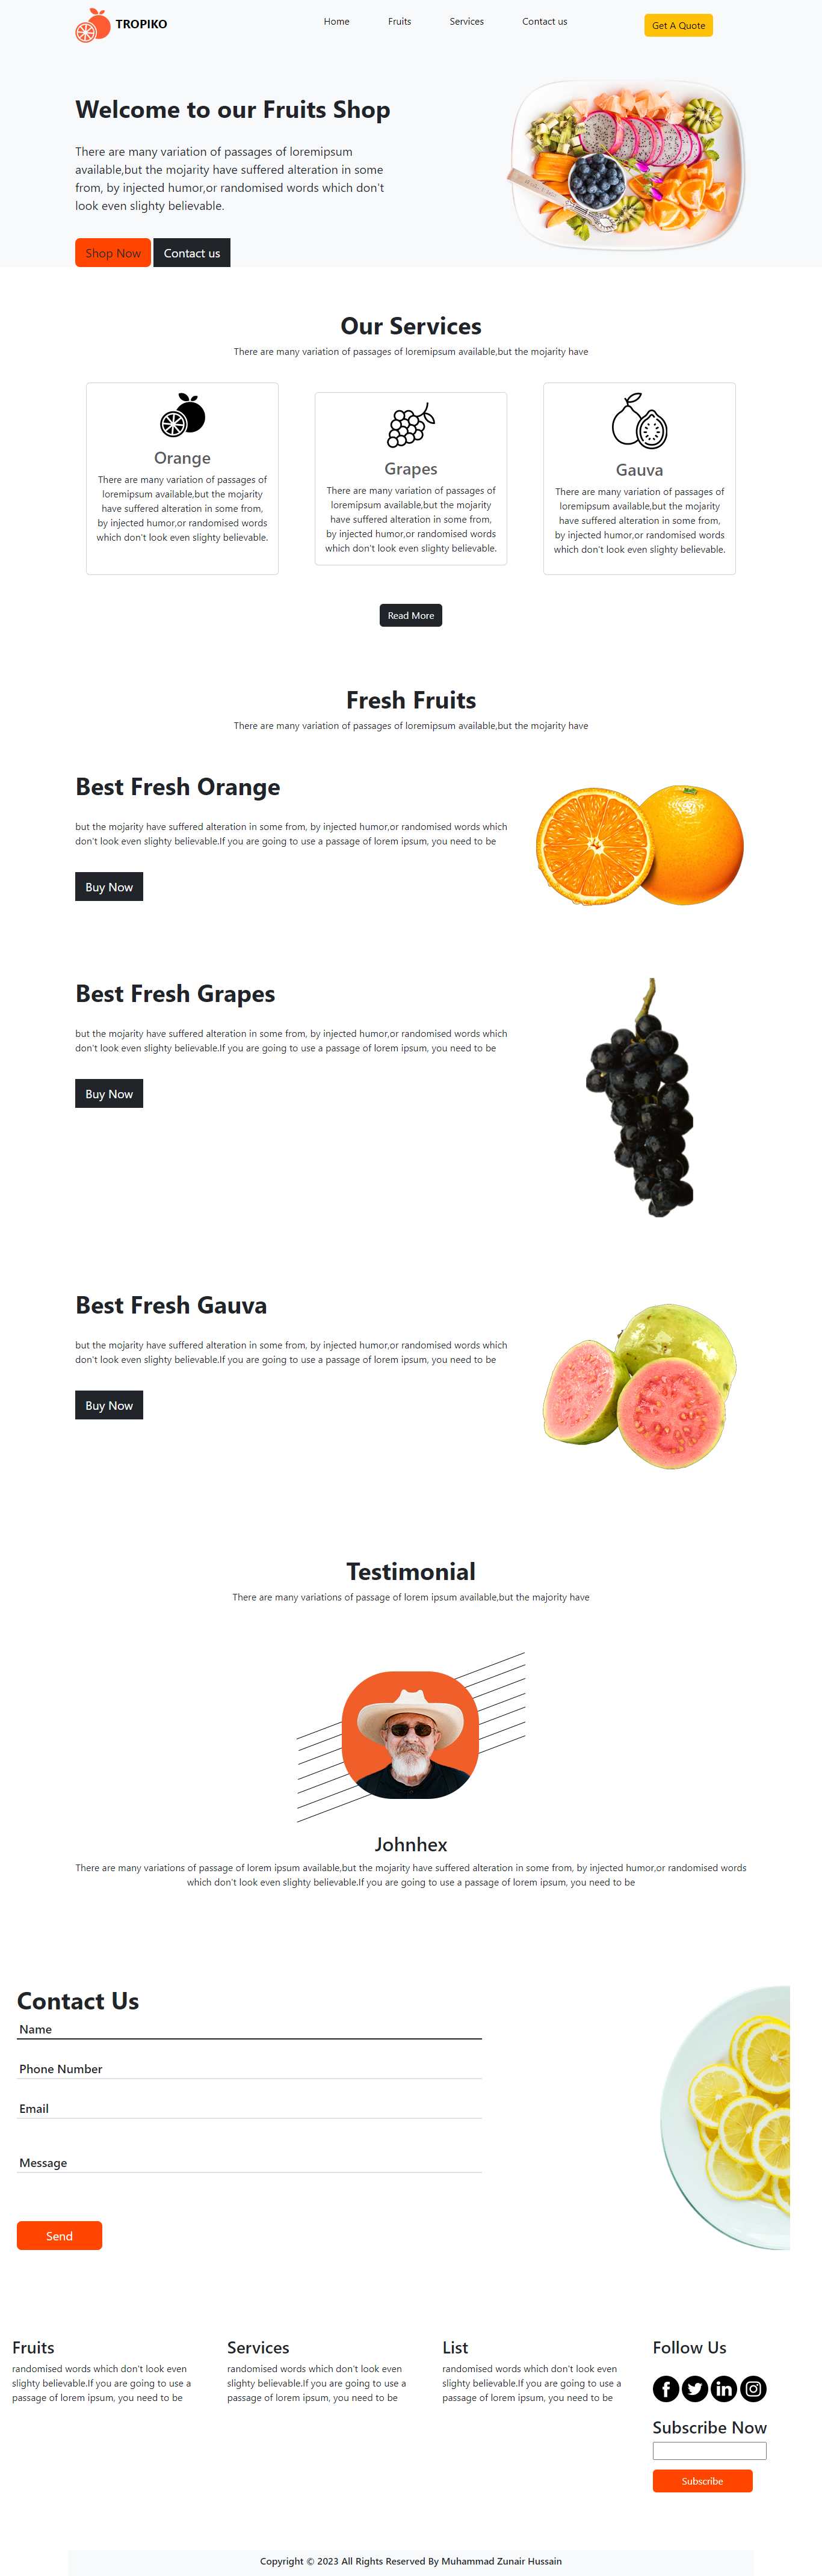 TROPIKO
Home
Fruits
Services
Contact us
Get A Quote
Welcome to our Fruits Shop
There are many variation of passages of loremipsum
available,but the mojarity have suffered alteration in some
from, by injected humor,or randomised words which don't
look even slighty believable.
Shop Now
Contact us
Our Services
There are many variation of passages of loremipsum available,but the mojarity have
Orange
There are many variation of passages of
loremipsum available,but the mojarity
have suffered alteration in some from,
by injected humor,or randomised words
which don't look even slighty believable.
Grapes
There are many variation of passages of
loremipsum available,but the mojarity
have suffered alteration in some from,
by injected humor,or randomised words
which don't look even slighty believable.
Gauva
There are many variation of passages of
loremipsum available,but the mojarity
have suffered alteration in some from,
by injected humor,or randomised words
which don't look even slighty believable.
Read More
Fresh Fruits
There are many variation of passages of loremipsum available,but the mojarity have
Best Fresh Orange
but the mojarity have suffered alteration in some from, by injected humor,or randomised words which
don't look even slighty believable.If you are going to use a passage of lorem ipsum, you need to be
Buy Now
Best Fresh Grapes
but the mojarity have suffered alteration in some from, by injected humor,or randomised words which
don't look even slighty believable.If you are going to use a passage of lorem ipsum, you need to be
Buy Now
Best Fresh Gauva
but the mojarity have suffered alteration in some from, by injected humor,or randomised words which
don't look even slighty believable.If you are going to use a passage of lorem ipsum, you need to be
Buy Now
Testimonial
There are many variations of passage of lorem ipsum available,but the majority have
Johnhex
There are many variations of passage of lorem ipsum available,but the mojarity have suffered alteration in some from, by injected humor,or randomised words
which don't look even slighty believable.If you are going to use a passage of lorem ipsum, you need to be
Contact Us
Name
Phone Number
Email
Message
Send
Fruits
randomised words which don't look even
slighty believable.If you are going to use a
passage of lorem ipsum, you need to be
Services
randomised words which don't look even
slighty believable.If you are going to use a
passage of lorem ipsum, you need to be
List
randomised words which don't look even
slighty believable.If you are going to use a
passage of lorem ipsum, you need to be
Follow Us
Subscribe Now
Subscribe
Copyright © 2023 All Rights Reserved By Muhammad Zunair Hussain